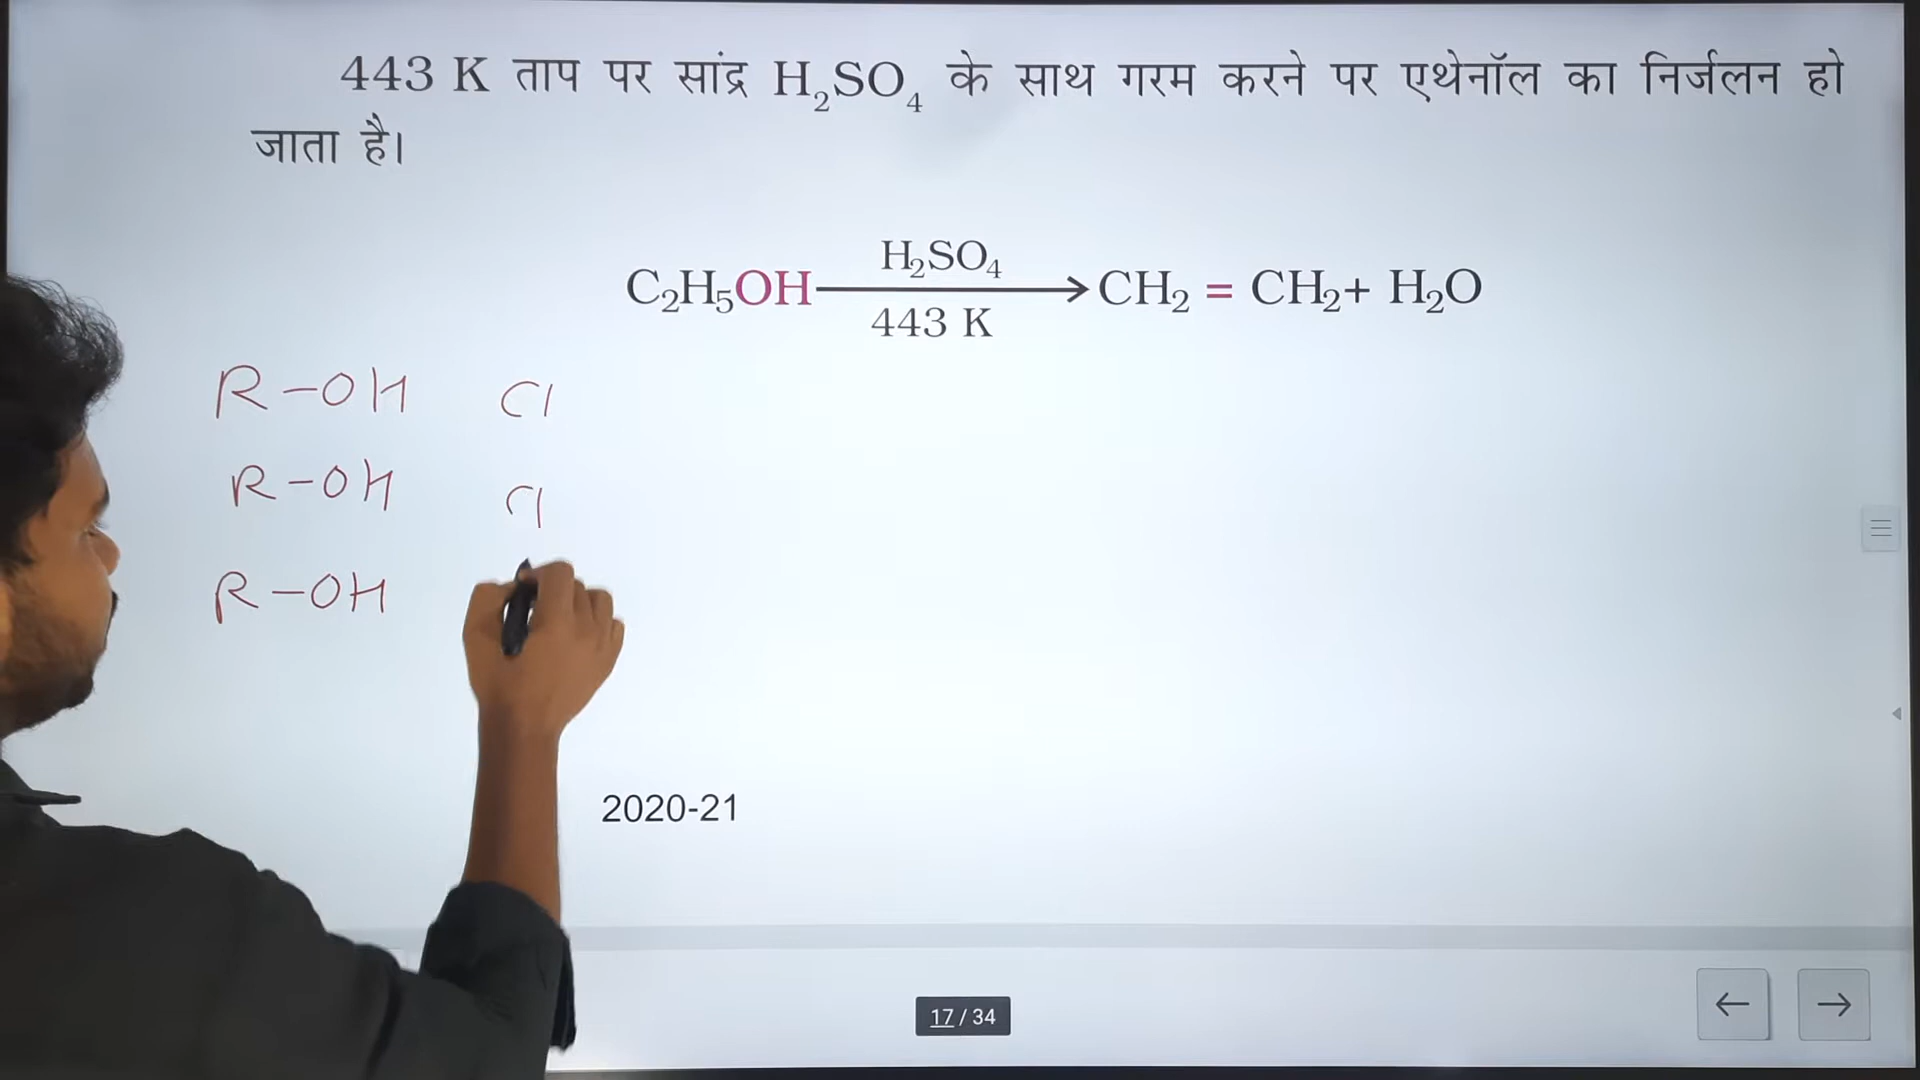 443 K ताप पर सांद्र H₂SO₄ के साथ गरम करने पर एथेनॉल का निर्जलन हो
जाता है।
H₂SO₄
C₂H₅OH ⟶ CH₂ = CH₂+ H₂O
443 K
R-OH Cl
R-OH Cl
R-OH
2020-21
17 / 34